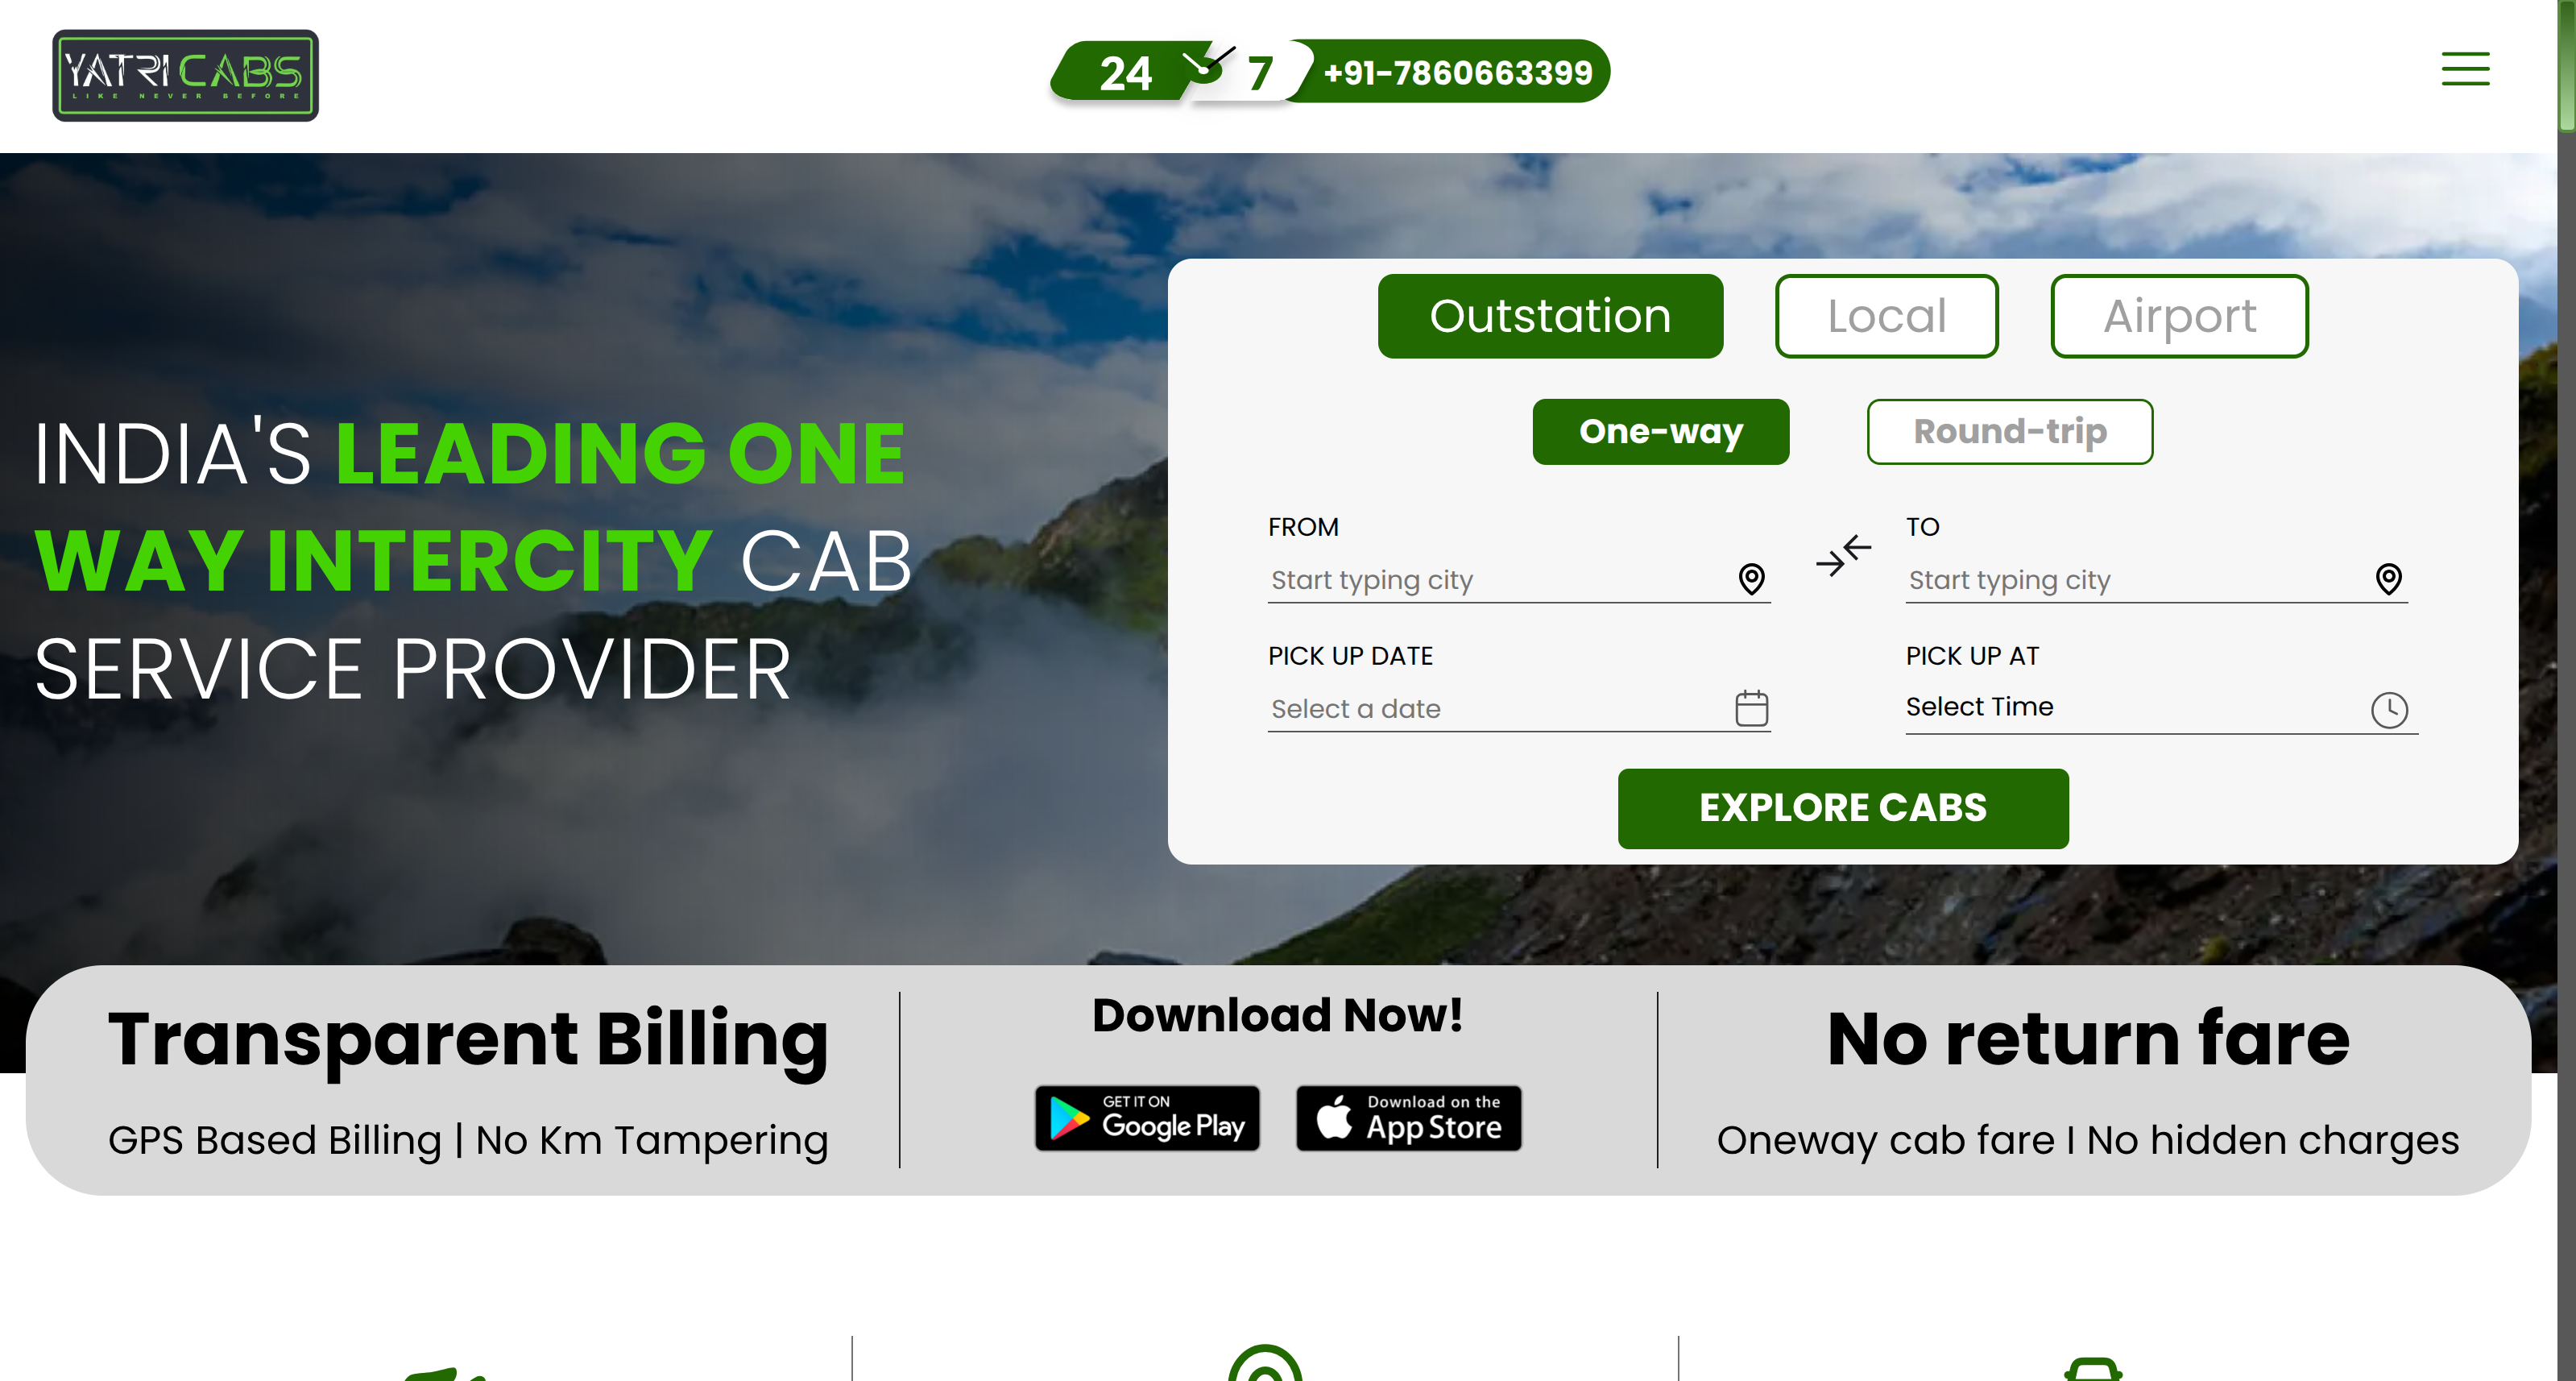 YATRI CABS
LIKE NEVER BEFORE
24 7 +91-7860663399
Outstation Local Airport
One-way Round-trip
INDIA'S LEADING ONE
WAY INTERCITY CAB
SERVICE PROVIDER
FROM TO
Start typing city Start typing city
PICK UP DATE PICK UP AT
Select a date Select Time
EXPLORE CABS
Transparent Billing
GPS Based Billing | No Km Tampering
Download Now!
GET IT ON
Google Play
Download on the
App Store
No return fare
Oneway cab fare I No hidden charges